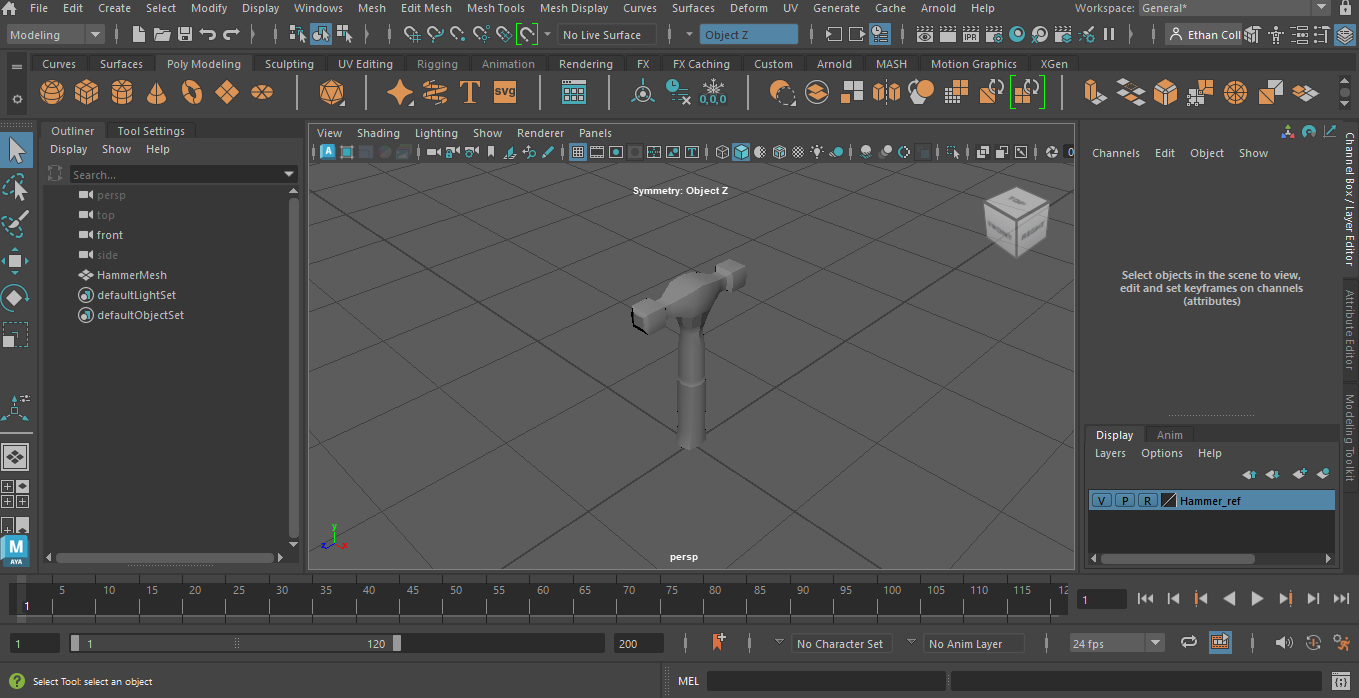 File Edit Create Select Modify Display Windows Mesh Edit Mesh Mesh Tools Mesh Display Curves Surfaces Deform UV Generate Cache Arnold Help Workspace: General*
Modeling No Live Surface Object Z Ethan Coll
Curves Surfaces Poly Modeling Sculpting UV Editing Rigging Animation Rendering FX FX Caching Custom Arnold MASH Motion Graphics XGen
T svg 0,0,0
Outliner Tool Settings
Display Show Help
Search...
persp
top
front
side
HammerMesh
defaultLightSet
defaultObjectSet
View Shading Lighting Show Renderer Panels
Symmetry: Object Z
TOP
FRONT RIGHT
y
z x
persp
Channels Edit Object Show
Select objects in the scene to view,
edit and set keyframes on channels
(attributes)
Channel Box / Layer Editor
Attribute Editor
Modeling Toolkit
Display Anim
Layers Options Help
V P R Hammer_ref
M
AYA
5 10 15 20 25 30 35 40 45 50 55 60 65 70 75 80 85 90 95 100 105 110 115 12
1 1
1 1 120 200 No Character Set No Anim Layer 24 fps
Select Tool: select an object MEL